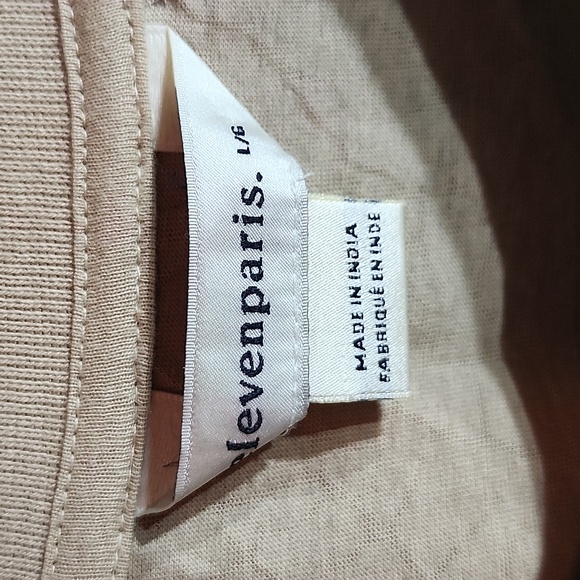 elevenparis.
L/G
MADE IN INDIA
FABRIQUÉ EN INDE